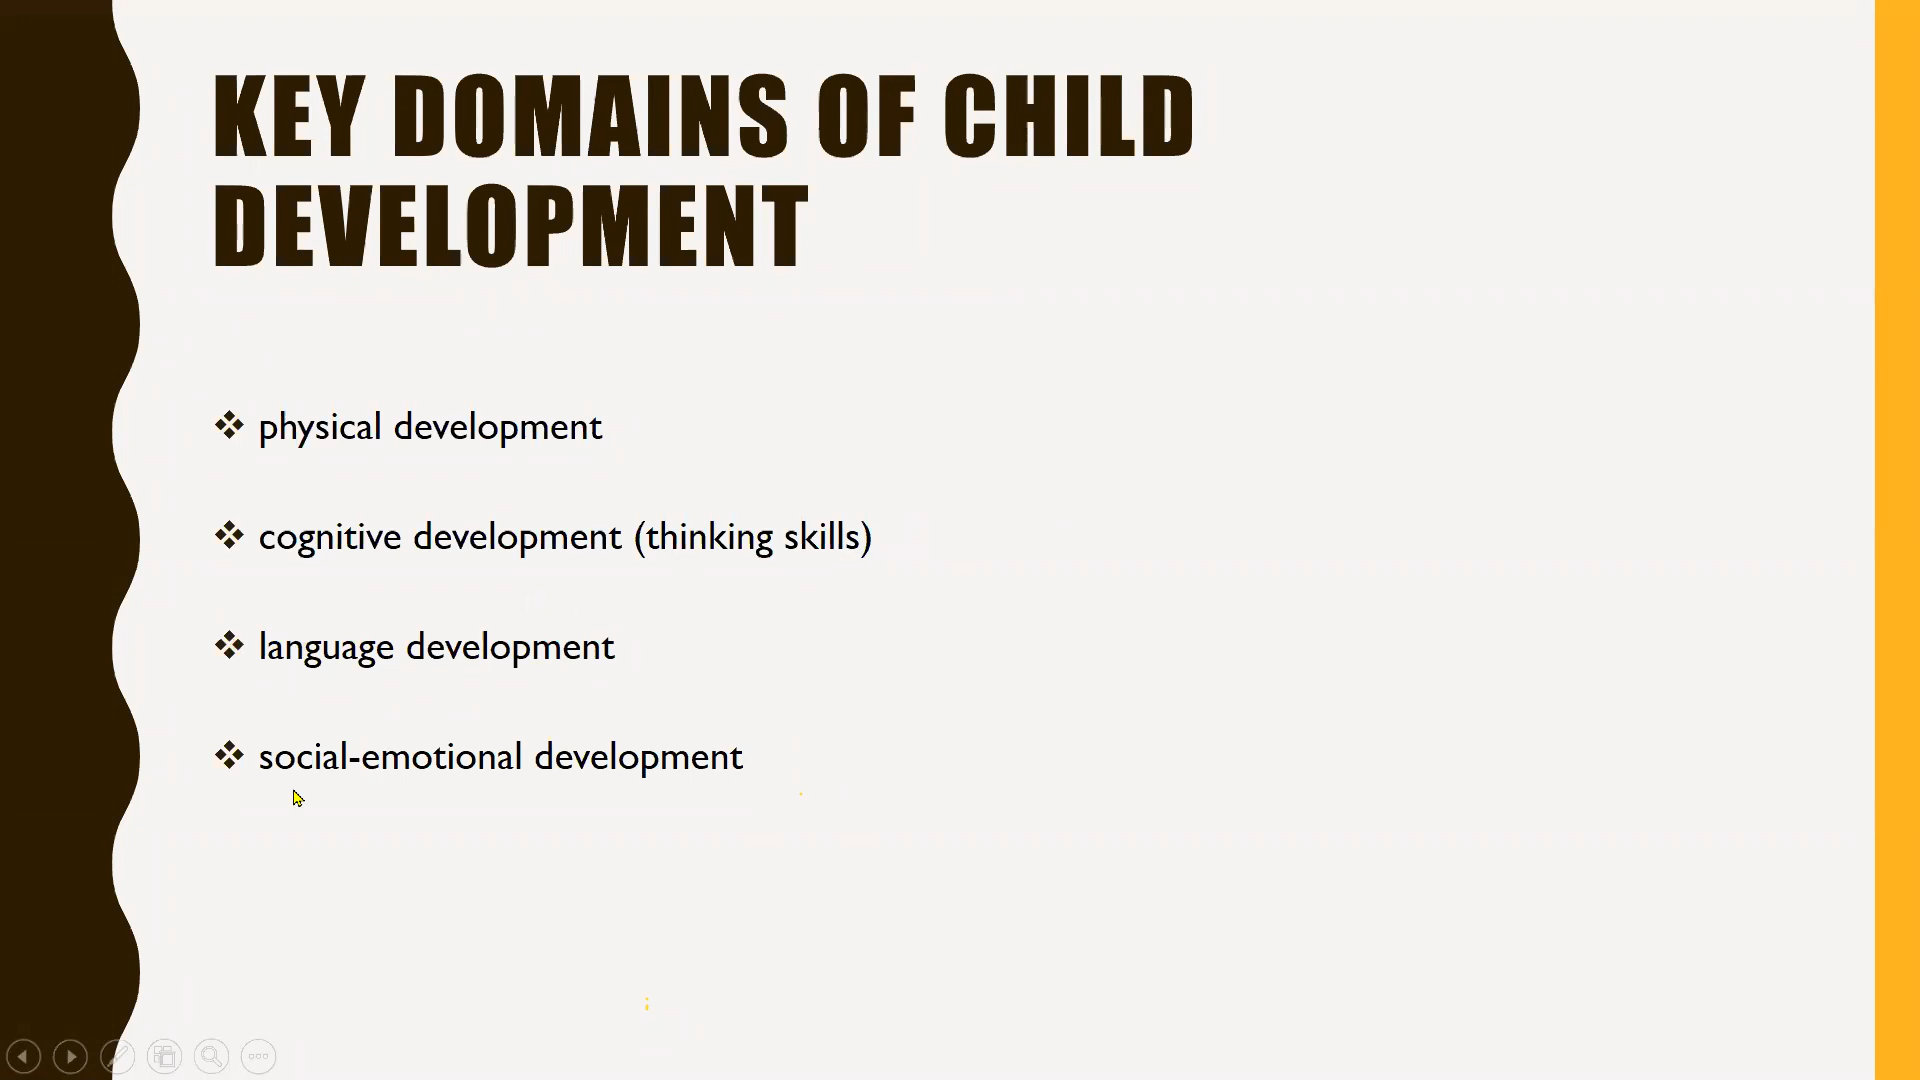 KEY DOMAINS OF CHILD
DEVELOPMENT
physical development
cognitive development (thinking skills)
language development
social-emotional development